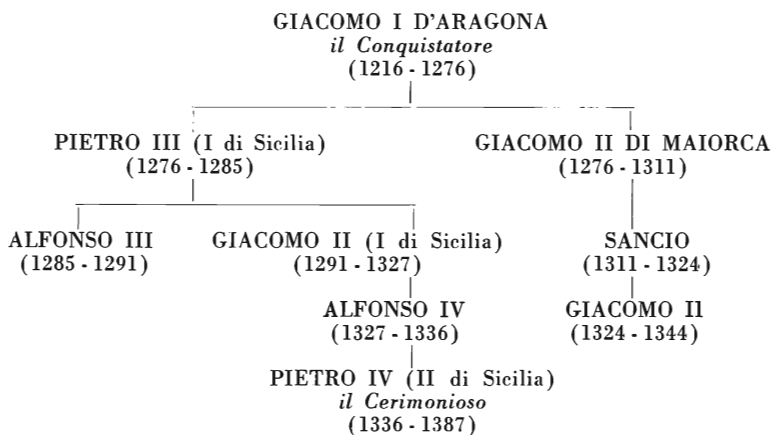 GIACOMO I D'ARAGONA
il Conquistatore
(1216 - 1276)
PIETRO III (I di Sicilia)
(1276 - 1285)
GIACOMO II DI MAIORCA
(1276 - 1311)
ALFONSO III
(1285 - 1291)
GIACOMO II (I di Sicilia)
(1291 - 1327)
SANCIO
(1311 - 1324)
ALFONSO IV
(1327 - 1336)
GIACOMO Il
(1324 - 1344)
PIETRO IV (II di Sicilia)
il Cerimonioso
(1336 - 1387)